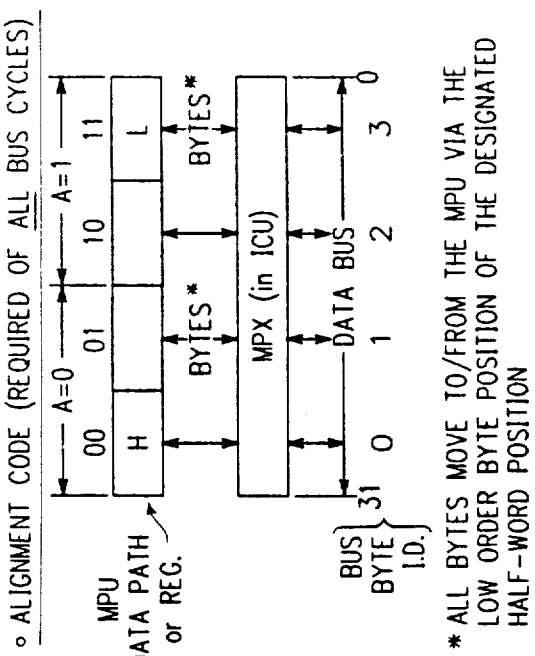 ° ALIGNMENT CODE (REQUIRED OF ALL BUS CYCLES)
A=0 A=1
00 01 10 11
MPU
DATA PATH
or REG.
H L
BYTES* BYTES*
MPX (in ICU)
31 DATA BUS 0
BUS
BYTE
I.D.
0 1 2 3
* ALL BYTES MOVE TO/FROM THE MPU VIA THE
LOW ORDER BYTE POSITION OF THE DESIGNATED
HALF-WORD POSITION